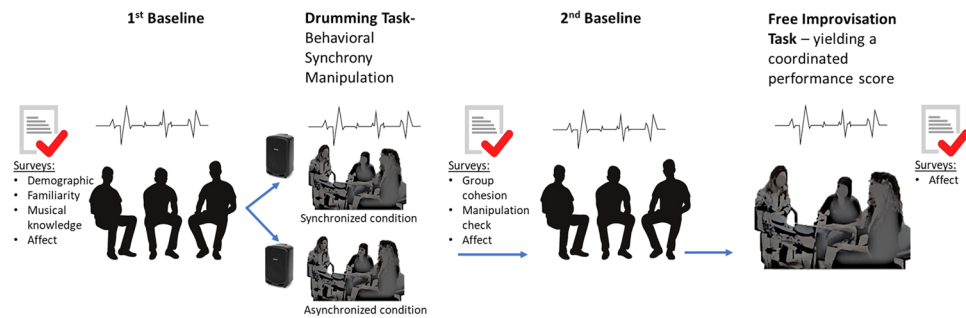 1st Baseline
Drumming Task-
Behavioral
Synchrony
Manipulation
2nd Baseline
Free Improvisation
Task – yielding a
coordinated
performance score
Surveys:
• Demographic
• Familiarity
• Musical
knowledge
• Affect
Synchronized condition
Asynchronized condition
Surveys:
• Group
cohesion
• Manipulation
check
• Affect
Surveys:
• Affect